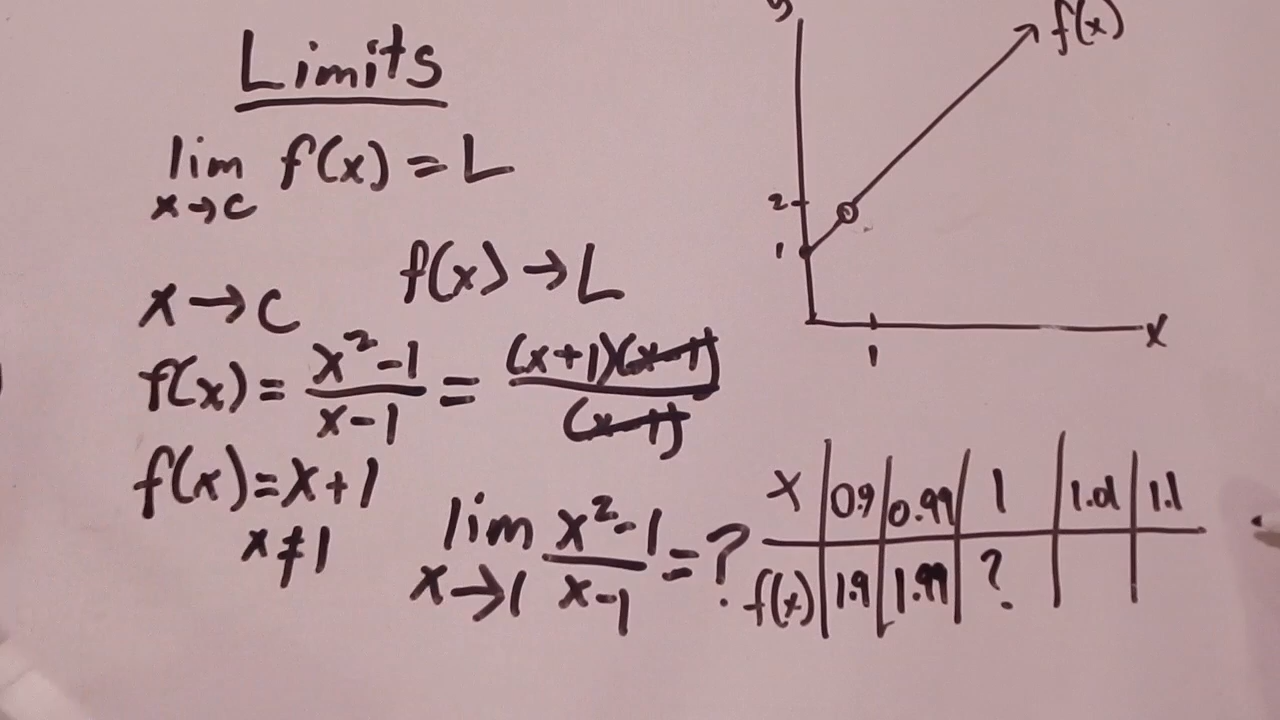 Limits
lim f(x) = L
x→c
x→c f(x)→L
f(x) = x²-1 / x-1 = (x+1)(x-1) / (x-1)
f(x)=x+1
x≠1
lim x²-1 / x-1 = ?
x→1
y
f(x)
2
1
1
x
x | 0.9 | 0.99 | 1 | 1.01 | 1.1
f(x) | 1.9 | 1.99 | ?